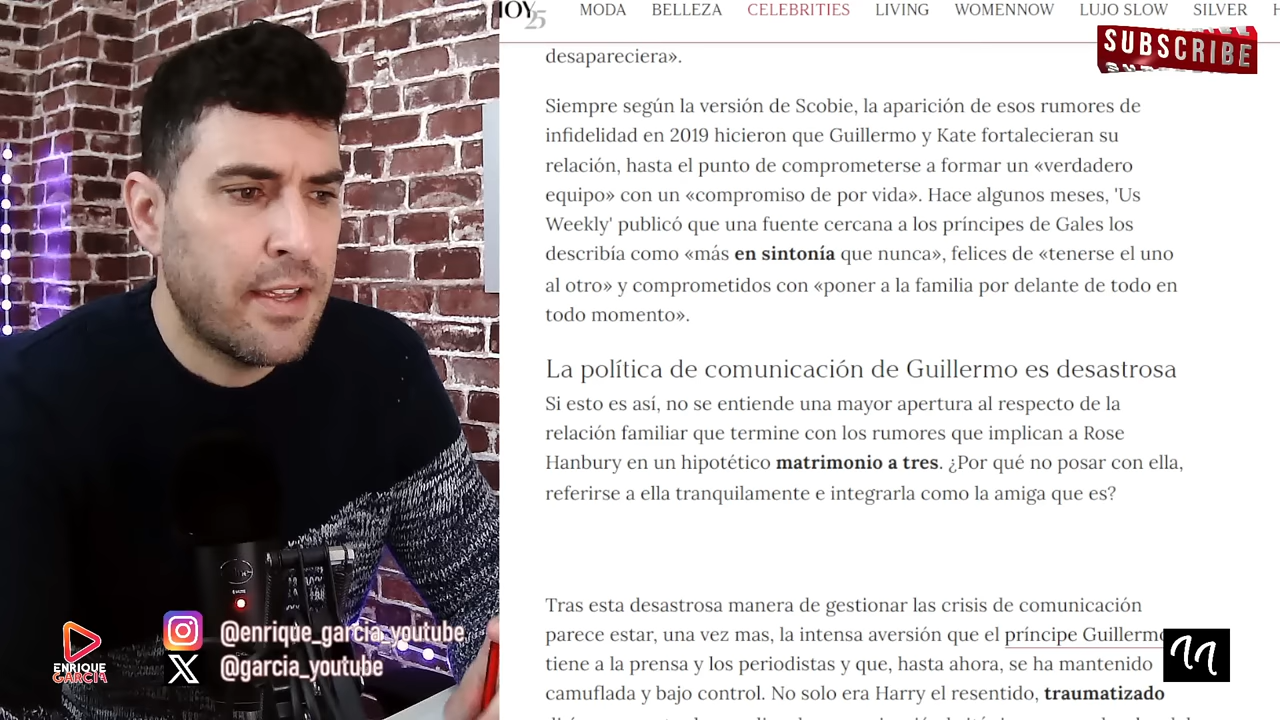 HOY
25
MODA BELLEZA CELEBRITIES LIVING WOMENNOW LUJO SLOW SILVER
SUBSCRIBE
desapareciera».
Siempre según la versión de Scobie, la aparición de esos rumores de
infidelidad en 2019 hicieron que Guillermo y Kate fortalecieran su
relación, hasta el punto de comprometerse a formar un «verdadero
equipo» con un «compromiso de por vida». Hace algunos meses, 'Us
Weekly' publicó que una fuente cercana a los príncipes de Gales los
describía como «más en sintonía que nunca», felices de «tenerse el uno
al otro» y comprometidos con «poner a la familia por delante de todo en
todo momento».
La política de comunicación de Guillermo es desastrosa
Si esto es así, no se entiende una mayor apertura al respecto de la
relación familiar que termine con los rumores que implican a Rose
Hanbury en un hipotético matrimonio a tres. ¿Por qué no posar con ella,
referirse a ella tranquilamente e integrarla como la amiga que es?
Tras esta desastrosa manera de gestionar las crisis de comunicación
parece estar, una vez mas, la intensa aversión que el príncipe Guillermo
tiene a la prensa y los periodistas y que, hasta ahora, se ha mantenido
camuflada y bajo control. No solo era Harry el resentido, traumatizado
ENRIQUE
GARCIA
@enrique_garcia_youtube
@garcia_youtube